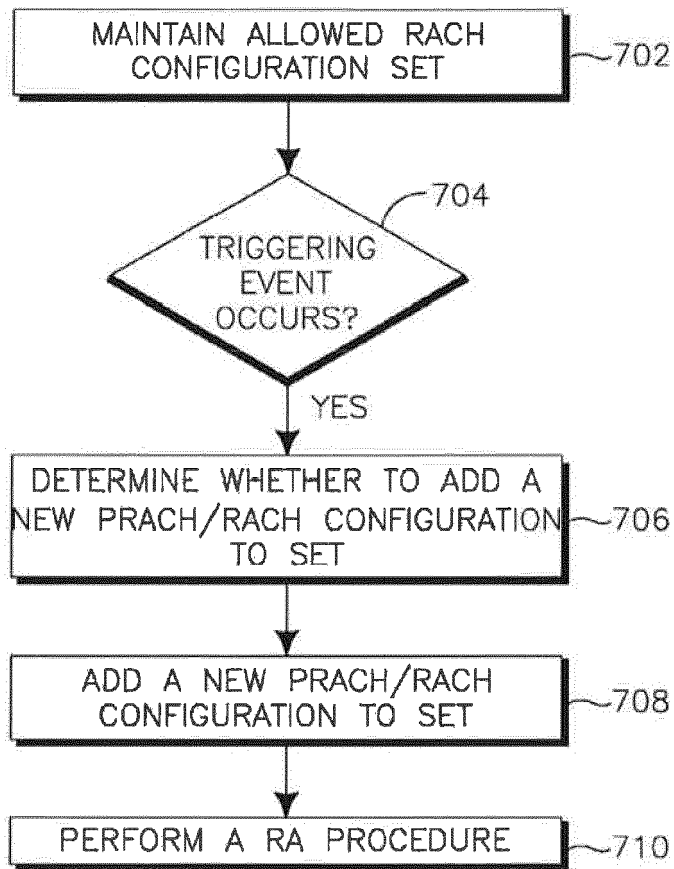 MAINTAIN ALLOWED RACH
CONFIGURATION SET
702
704
TRIGGERING
EVENT
OCCURS?
YES
DETERMINE WHETHER TO ADD A
NEW PRACH/RACH CONFIGURATION
TO SET
706
ADD A NEW PRACH/RACH
CONFIGURATION TO SET
708
PERFORM A RA PROCEDURE
710